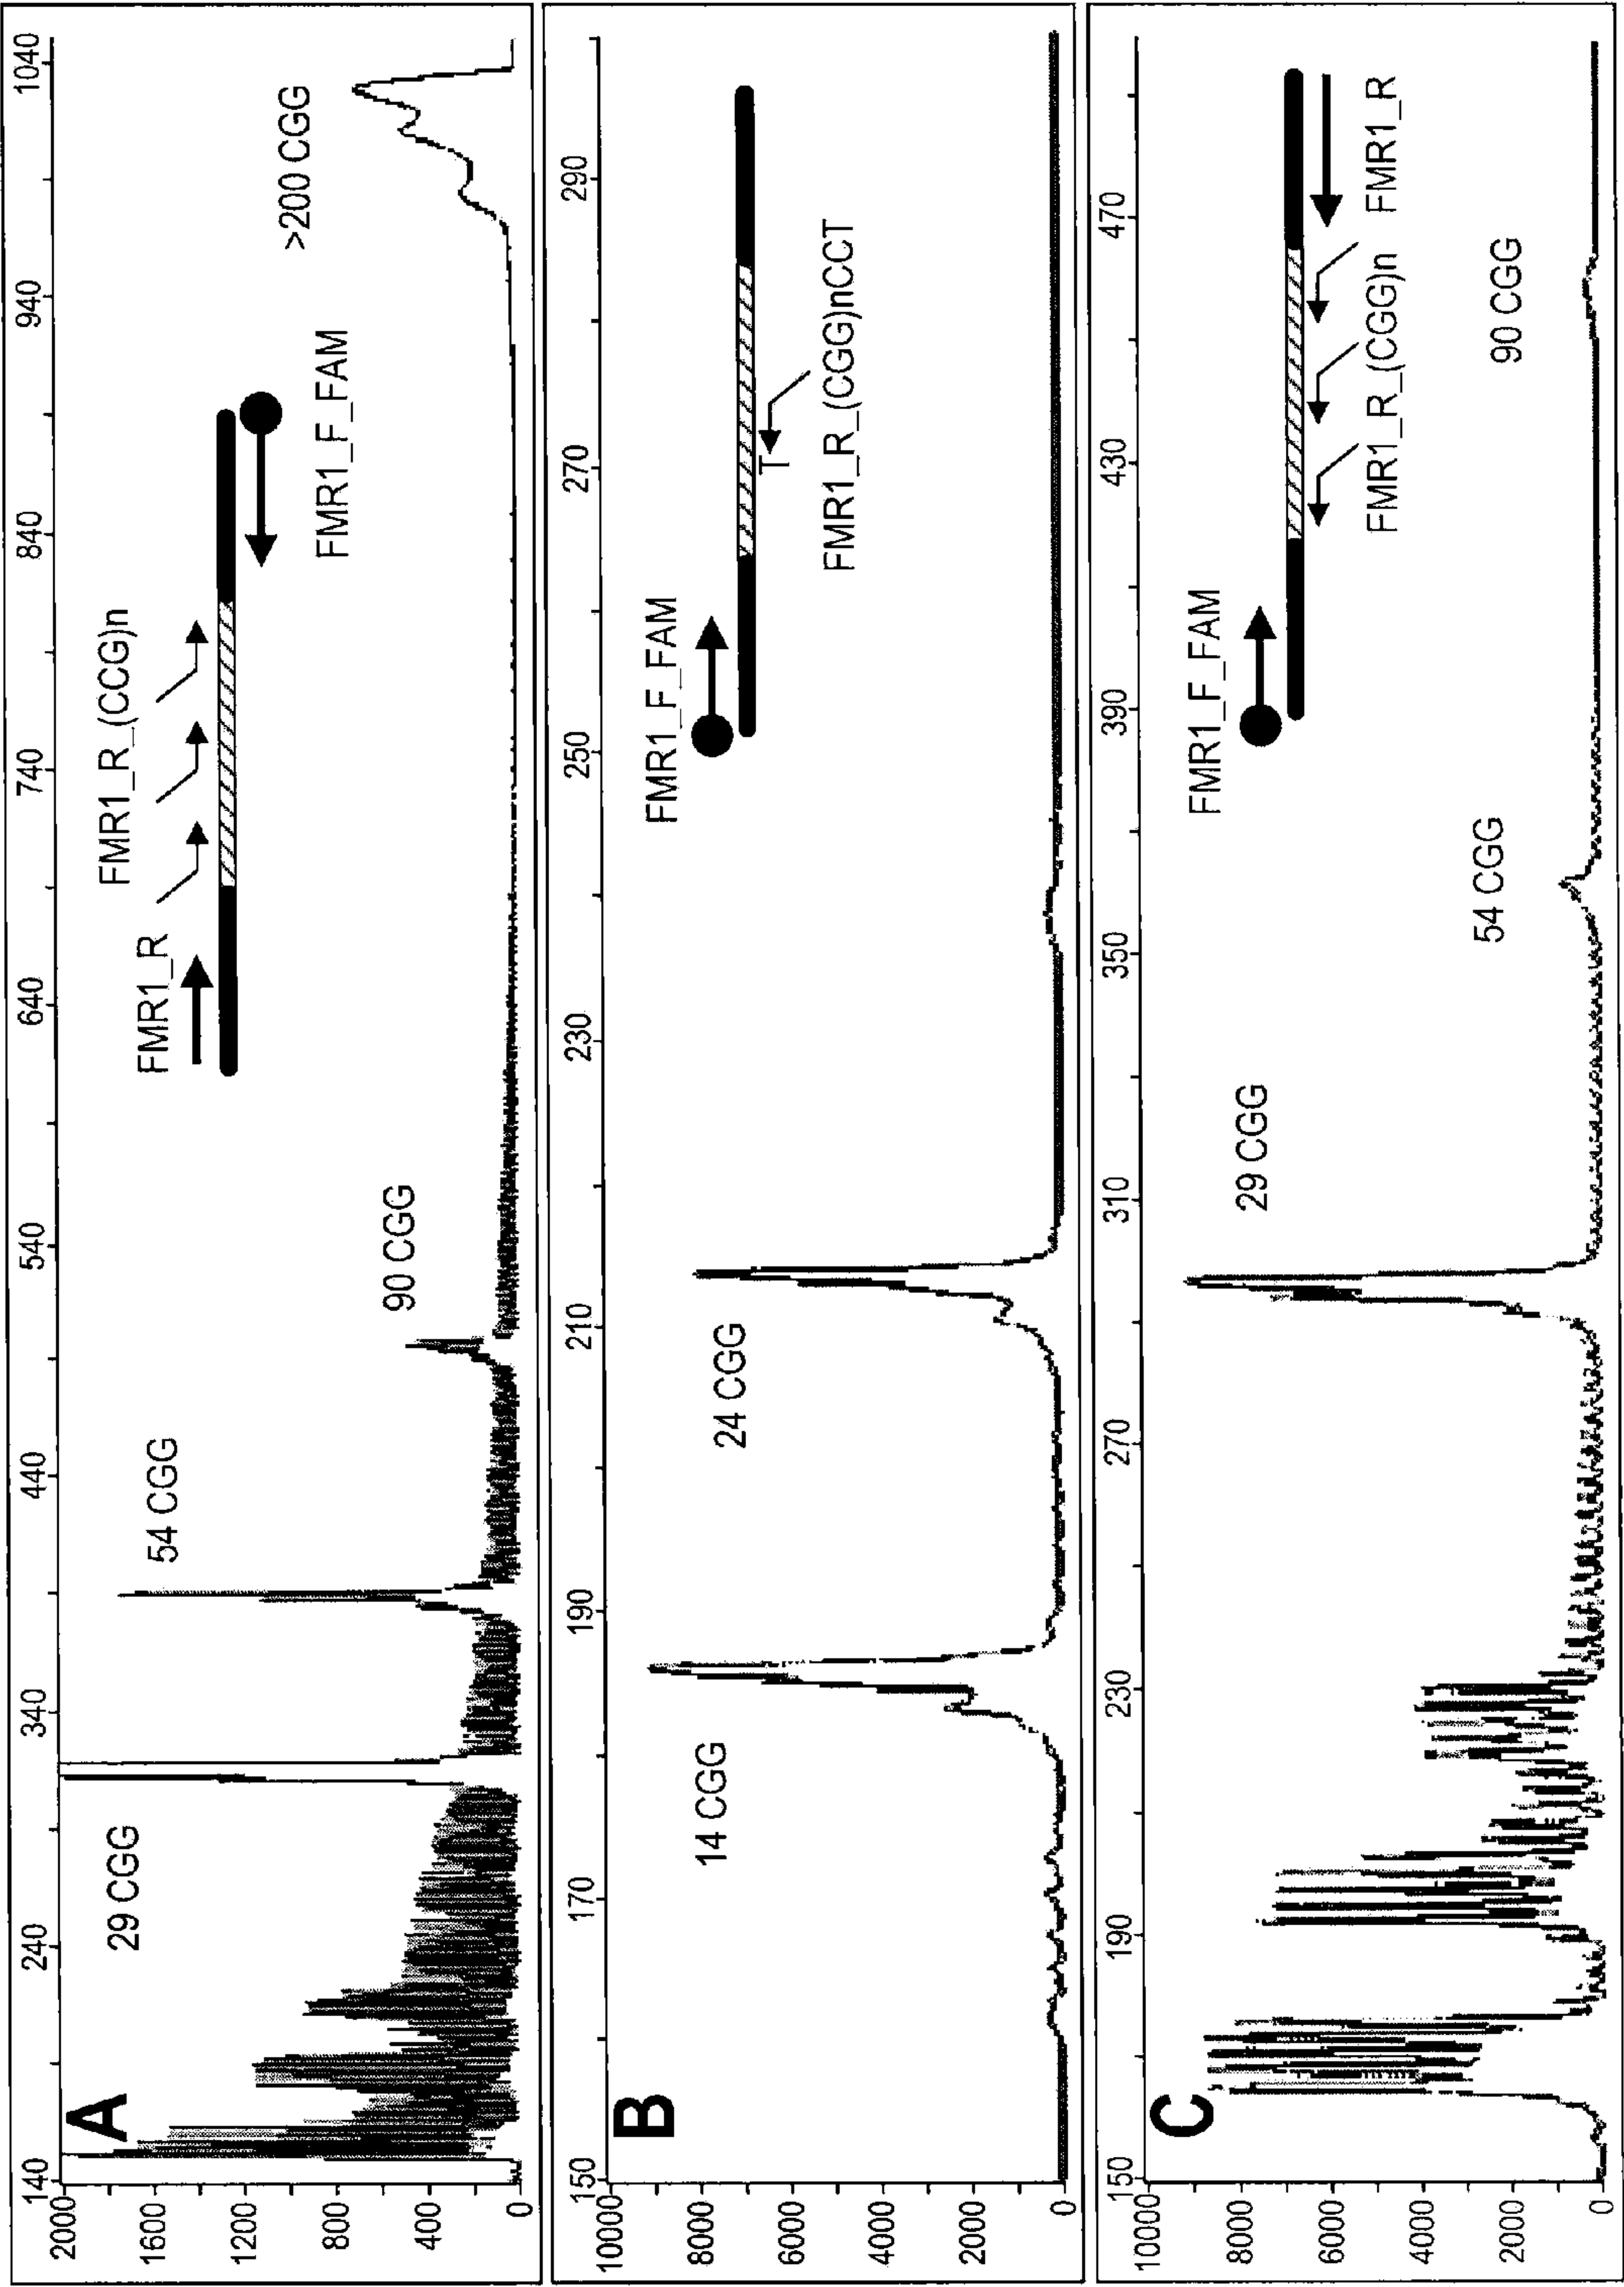 A
140 240 340 440 540 640 740 840 940 1040
2000
1600
1200
800
400
0
29 CGG
54 CGG
90 CGG
>200 CGG
FMR1_R
FMR1_R_(CCG)n
FMR1_F_FAM
B
150 170 190 210 230 250 270 290
10000
8000
6000
4000
2000
0
14 CGG
24 CGG
FMR1_F_FAM
T
FMR1_R_(CGG)nCCT
C
150 190 230 270 310 350 390 430 470
10000
8000
6000
4000
2000
0
29 CGG
54 CGG
90 CGG
FMR1_F_FAM
FMR1_R_(CGG)n
FMR1_R